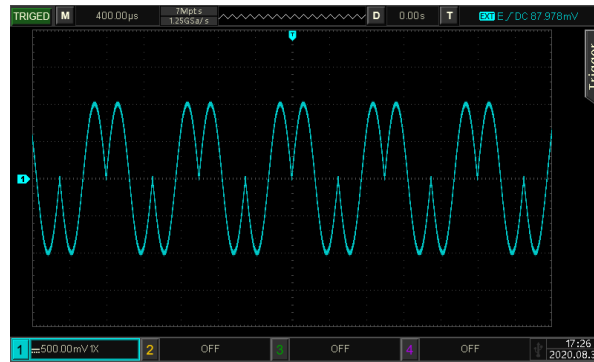 TRIGED M 400.00μs 7Mpts D 0.00s T EXT E DC 87.978mV
1.25GSa/s
T
Trigger
1
1 500.00mV 1X 2 OFF 3 OFF 4 OFF 17:26
2020.08.3